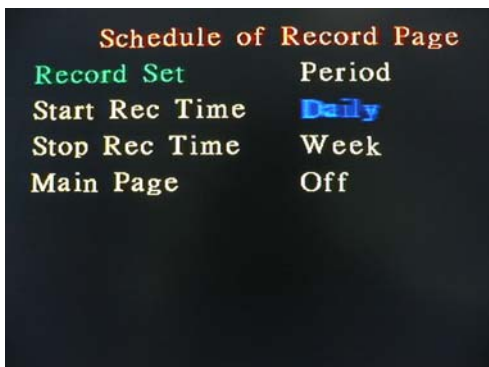 Schedule of Record Page
Record Set Period
Start Rec Time Daily
Stop Rec Time Week
Main Page Off